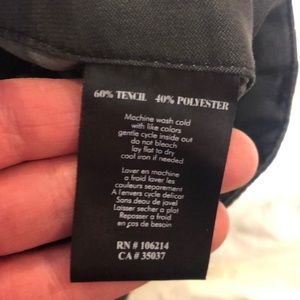 60% TENCIL 40% POLYESTER
Machine wash cold
with like colors
gentle cycle inside out
do not bleach
lay flat to dry
cool iron if needed
Laver en machine
a froid laver les
couleurs separement
A l'envers cycle delicat
Sans deau de javel
Laisser secher a plat
Repasser a froid
en cas de besoin
RN # 106214
CA # 35037